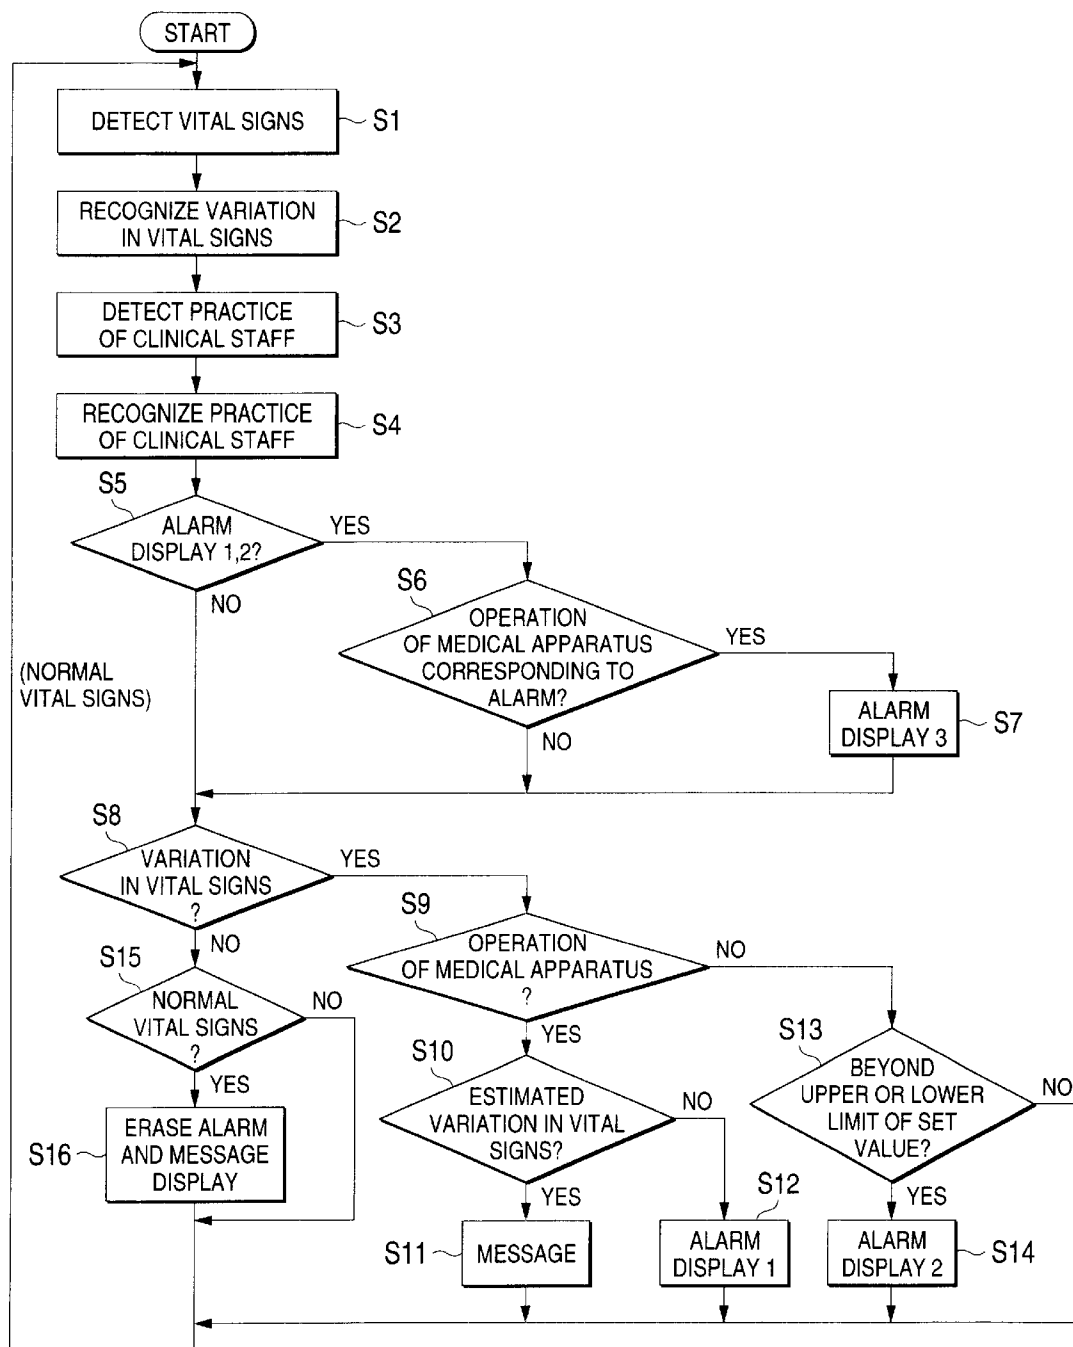 START
DETECT VITAL SIGNS
S1
RECOGNIZE VARIATION
IN VITAL SIGNS
S2
DETECT PRACTICE
OF CLINICAL STAFF
S3
RECOGNIZE PRACTICE
OF CLINICAL STAFF
S4
S5
ALARM
DISPLAY 1,2?
YES
NO
S6
OPERATION
OF MEDICAL APPARATUS
CORRESPONDING TO
ALARM?
YES
NO
(NORMAL
VITAL SIGNS)
ALARM
DISPLAY 3
S7
S8
VARIATION
IN VITAL SIGNS
?
YES
NO
S9
OPERATION
OF MEDICAL APPARATUS
?
NO
YES
S15
NORMAL
VITAL SIGNS
?
NO
YES
S10
ESTIMATED
VARIATION IN VITAL
SIGNS?
NO
YES
S13
BEYOND
UPPER OR LOWER
LIMIT OF SET
VALUE?
NO
YES
S16
ERASE ALARM
AND MESSAGE
DISPLAY
S11
MESSAGE
S12
ALARM
DISPLAY 1
ALARM
DISPLAY 2
S14